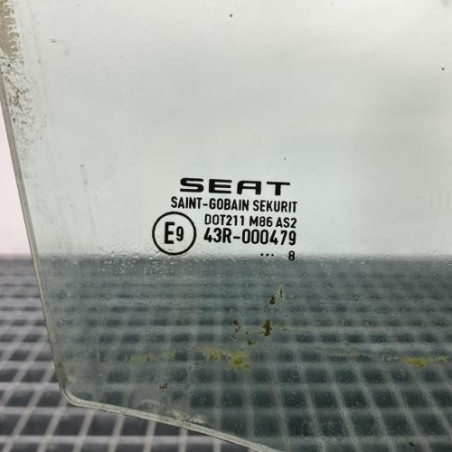 SEAT
SAINT-GOBAIN SEKURIT
DOT211 M86 AS2
E9 43R-000479
... 8